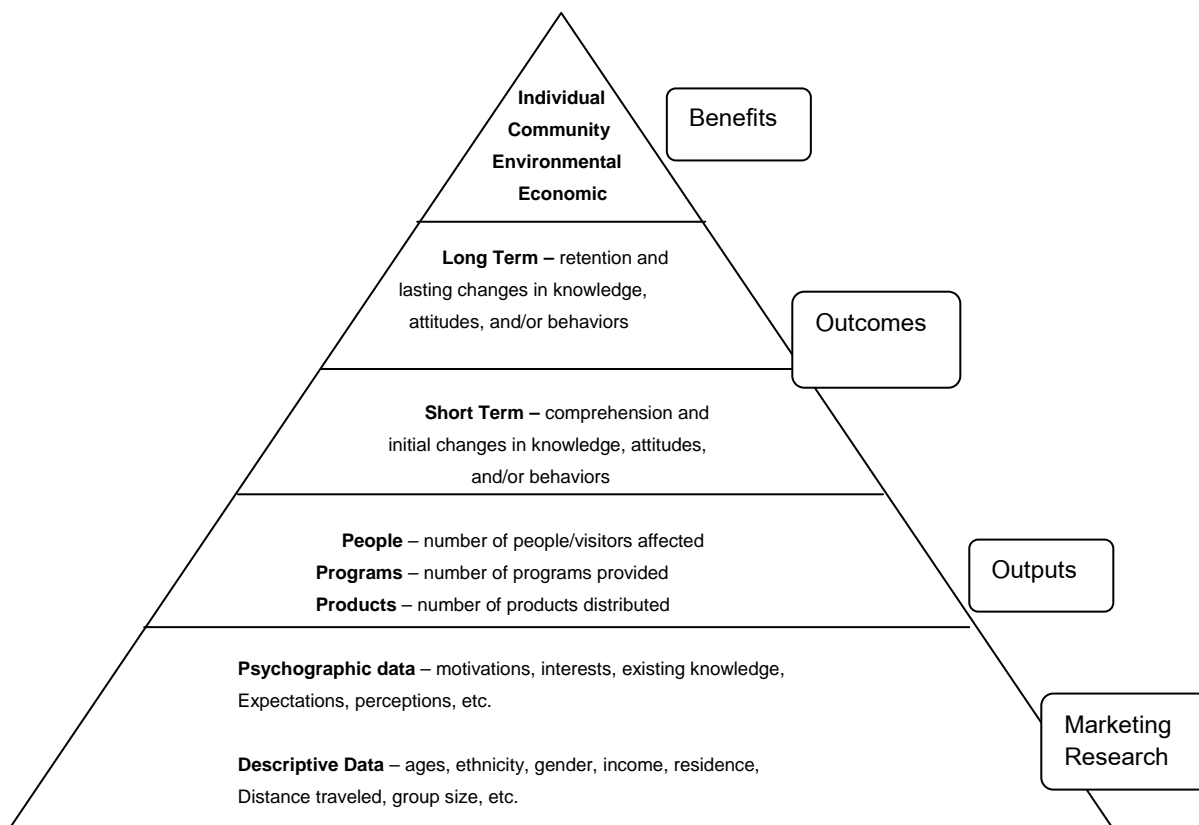 Individual
Community
Environmental
Economic
Benefits
Long Term – retention and
lasting changes in knowledge,
attitudes, and/or behaviors
Outcomes
Short Term – comprehension and
initial changes in knowledge, attitudes,
and/or behaviors
People – number of people/visitors affected
Programs – number of programs provided
Products – number of products distributed
Outputs
Psychographic data – motivations, interests, existing knowledge,
Expectations, perceptions, etc.
Descriptive Data – ages, ethnicity, gender, income, residence,
Distance traveled, group size, etc.
Marketing
Research